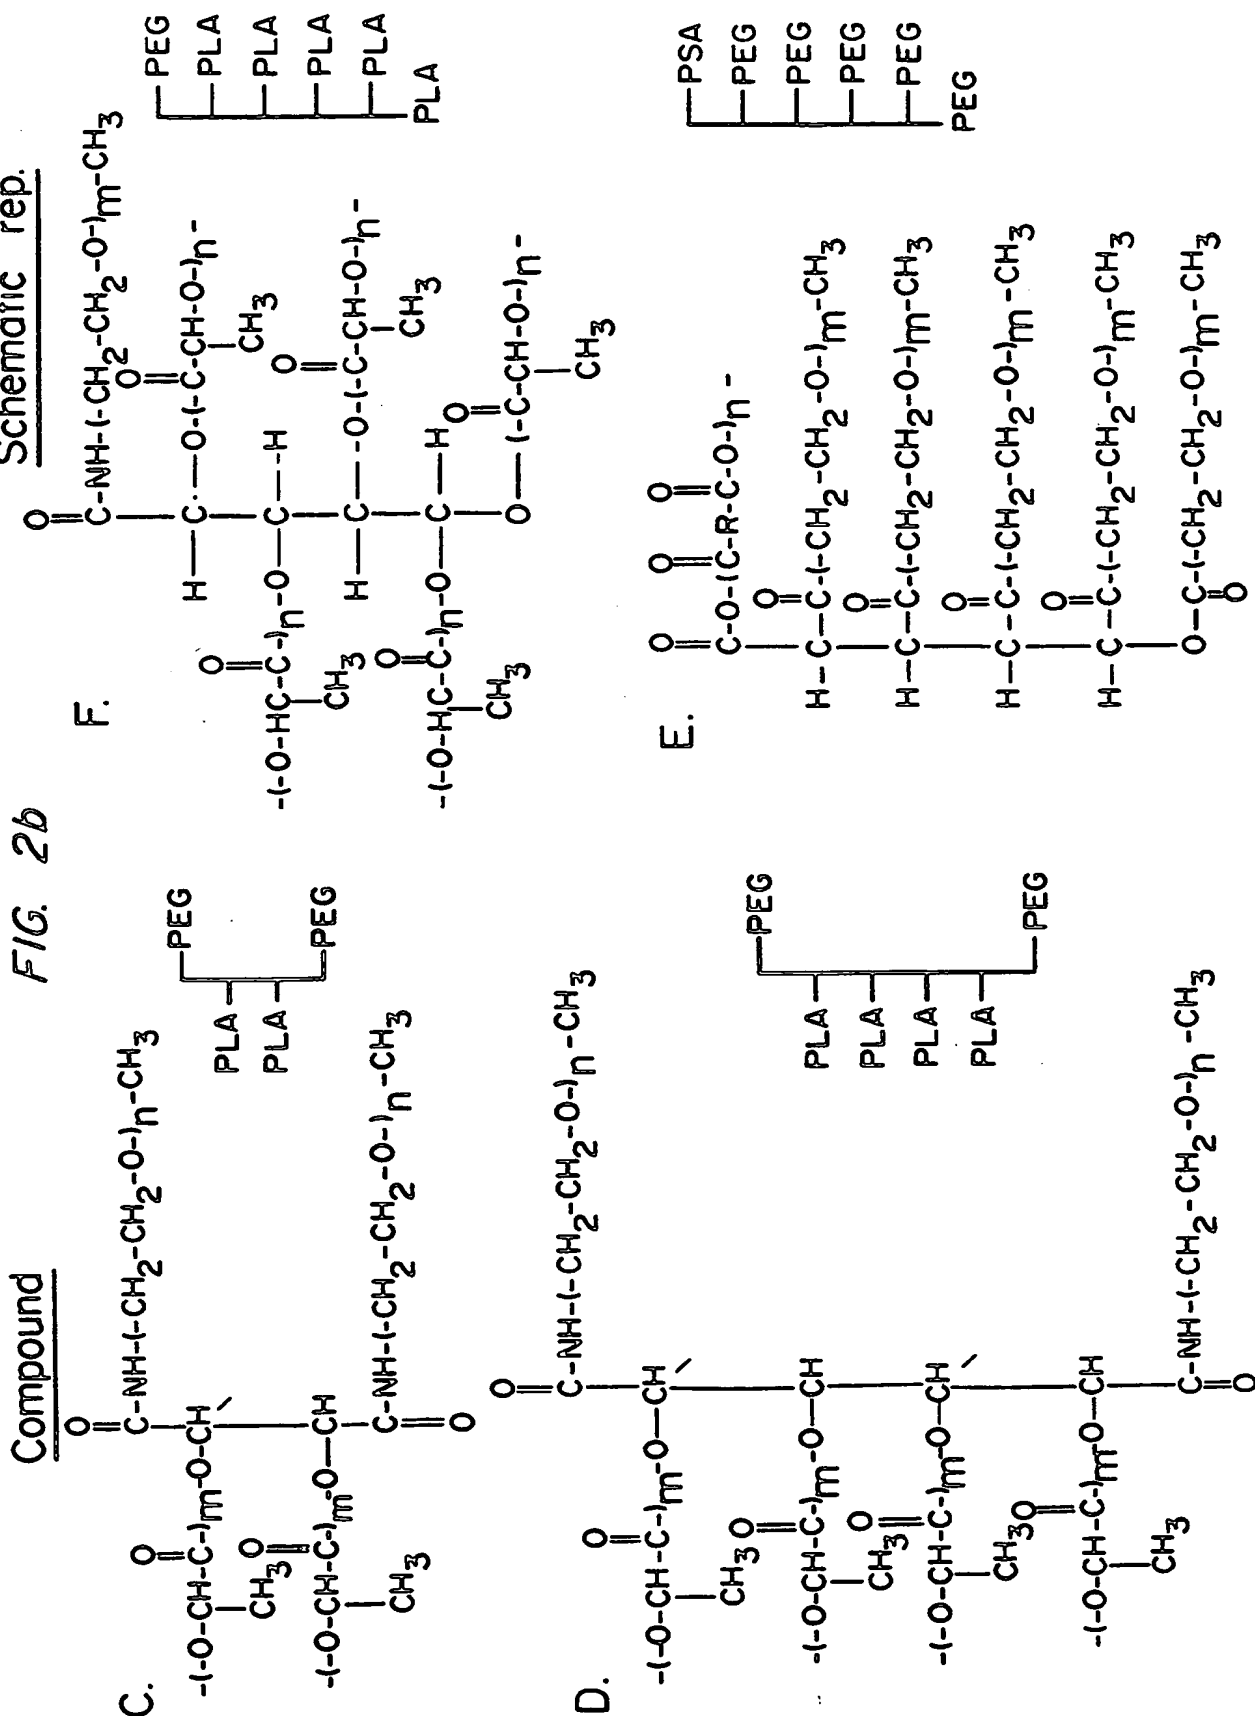 FIG. 2b
Compound
Schematic rep.
C.
O
C-NH-(-CH2-CH2-O-)n-CH3
O
-(-O-CH-C-)m-O-CH
CH3
O
-(-O-CH-C-)m-O-CH
CH3
C-NH-(-CH2-CH2-O-)n-CH3
O
PEG
PLA
PLA
PEG
D.
O
C-NH-(-CH2-CH2-O-)n-CH3
O
-(-O-CH-C-)m-O-CH
CH3
O
-(-O-CH-C-)m-O-CH
CH3
O
-(-O-CH-C-)m-O-CH
CH3
O
-(-O-CH-C-)m-O-CH
CH3
C-NH-(-CH2-CH2-O-)n-CH3
O
PEG
PLA
PLA
PLA
PLA
PEG
F.
O
C-NH-(-CH2-CH2-O-)m-CH3
O
H-C-O-(-C-CH-O-)n-
CH3
O
-(-O-HC-C-)n-O-C-H
CH3
O
H-C-O-(-C-CH-O-)n-
CH3
O
-(-O-HC-C-)n-O-C-H
CH3
O
O-(-C-CH-O-)n-
CH3
PEG
PLA
PLA
PLA
PLA
PLA
E.
O O O
C-O-(C-R-C-O-)n-
O
H-C-C-(-CH2-CH2-O-)m-CH3
O
H-C-C-(-CH2-CH2-O-)m-CH3
O
H-C-C-(-CH2-CH2-O-)m-CH3
O
H-C-C-(-CH2-CH2-O-)m-CH3
O-C-(-CH2-CH2-O-)m-CH3
O
PSA
PEG
PEG
PEG
PEG
PEG